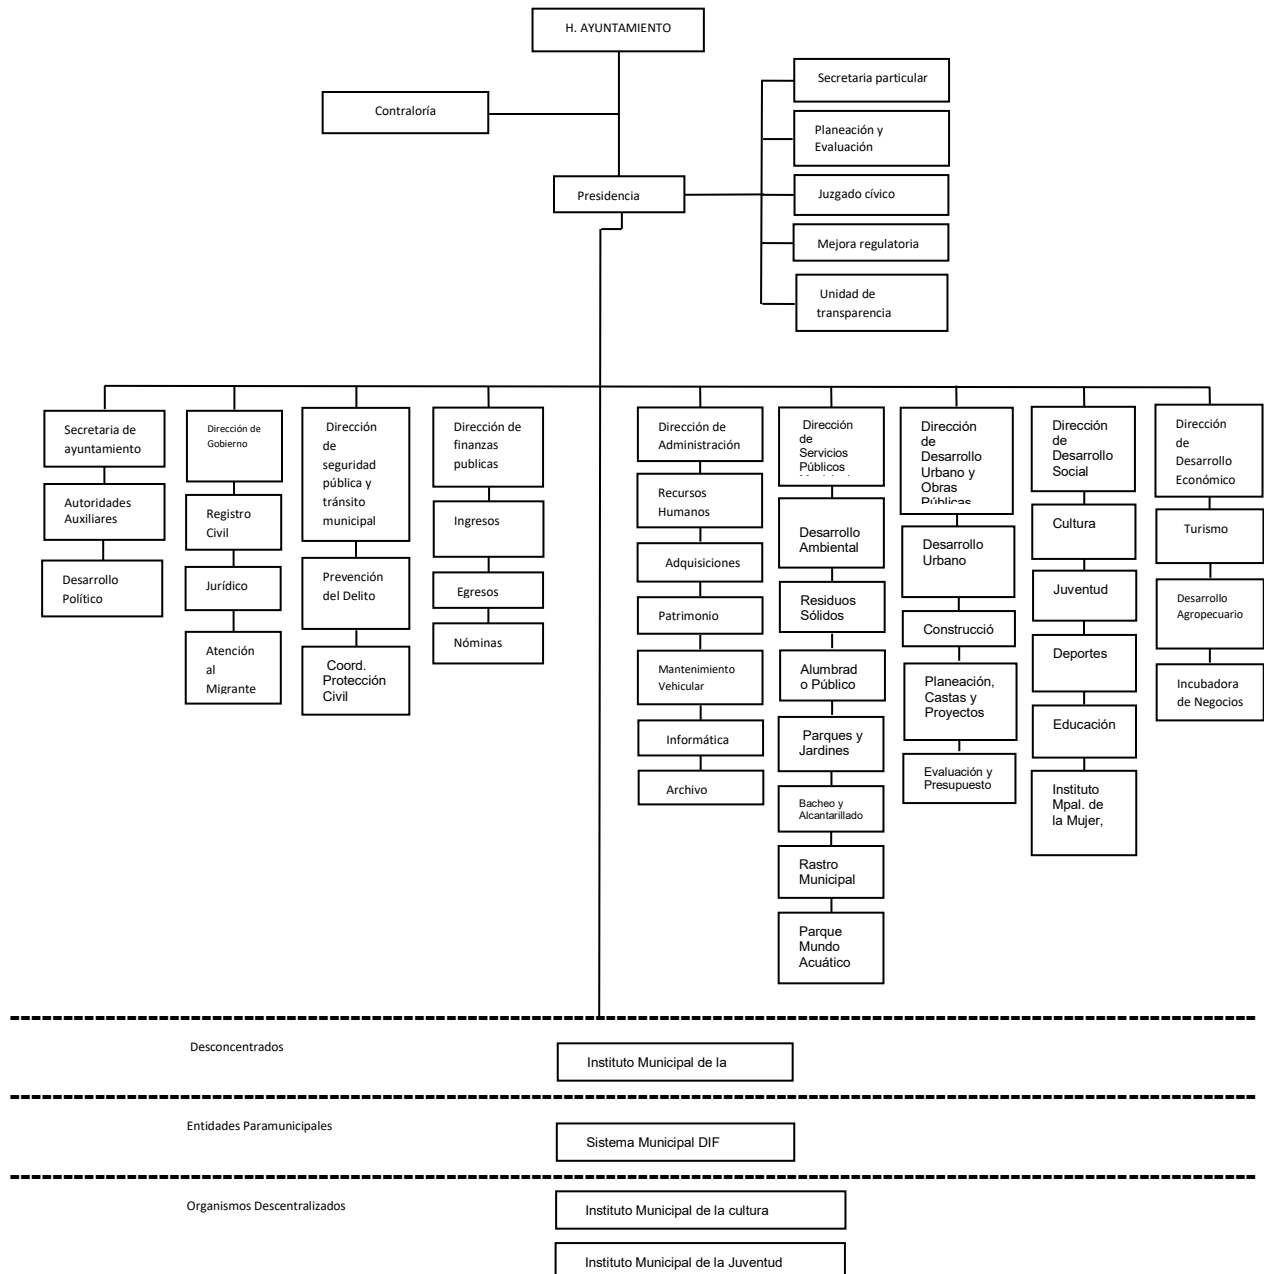 H. AYUNTAMIENTO
Secretaria particular
Contraloría
Planeación y
Evaluación
Presidencia
Juzgado cívico
Mejora regulatoria
Unidad de
transparencia
Secretaria de
ayuntamiento
Autoridades
Auxiliares
Desarrollo
Político
Dirección de
Gobierno
Registro
Civil
Jurídico
Atención
al
Migrante
Dirección
de
seguridad
pública y
tránsito
municipal
Prevención
del Delito
Coord.
Protección
Civil
Dirección de
finanzas
publicas
Ingresos
Egresos
Nóminas
Dirección de
Administración
Recursos
Humanos
Adquisiciones
Patrimonio
Mantenimiento
Vehicular
Informática
Archivo
Dirección
de
Servicios
Públicos
Desarrollo
Ambiental
Residuos
Sólidos
Alumbrad
o Público
Parques y
Jardines
Bacheo y
Alcantarillado
Rastro
Municipal
Parque
Mundo
Acuático
Dirección
de
Desarrollo
Urbano y
Obras
Públicas
Desarrollo
Urbano
Construcció
Planeación,
Castas y
Proyectos
Evaluación y
Presupuesto
Dirección
de
Desarrollo
Social
Cultura
Juventud
Deportes
Educación
Instituto
Mpal. de
la Mujer,
Dirección
de
Desarrollo
Económico
Turismo
Desarrollo
Agropecuario
Incubadora
de Negocios
Desconcentrados
Instituto Municipal de la
Entidades Paramunicipales
Sistema Municipal DIF
Organismos Descentralizados
Instituto Municipal de la cultura
Instituto Municipal de la Juventud